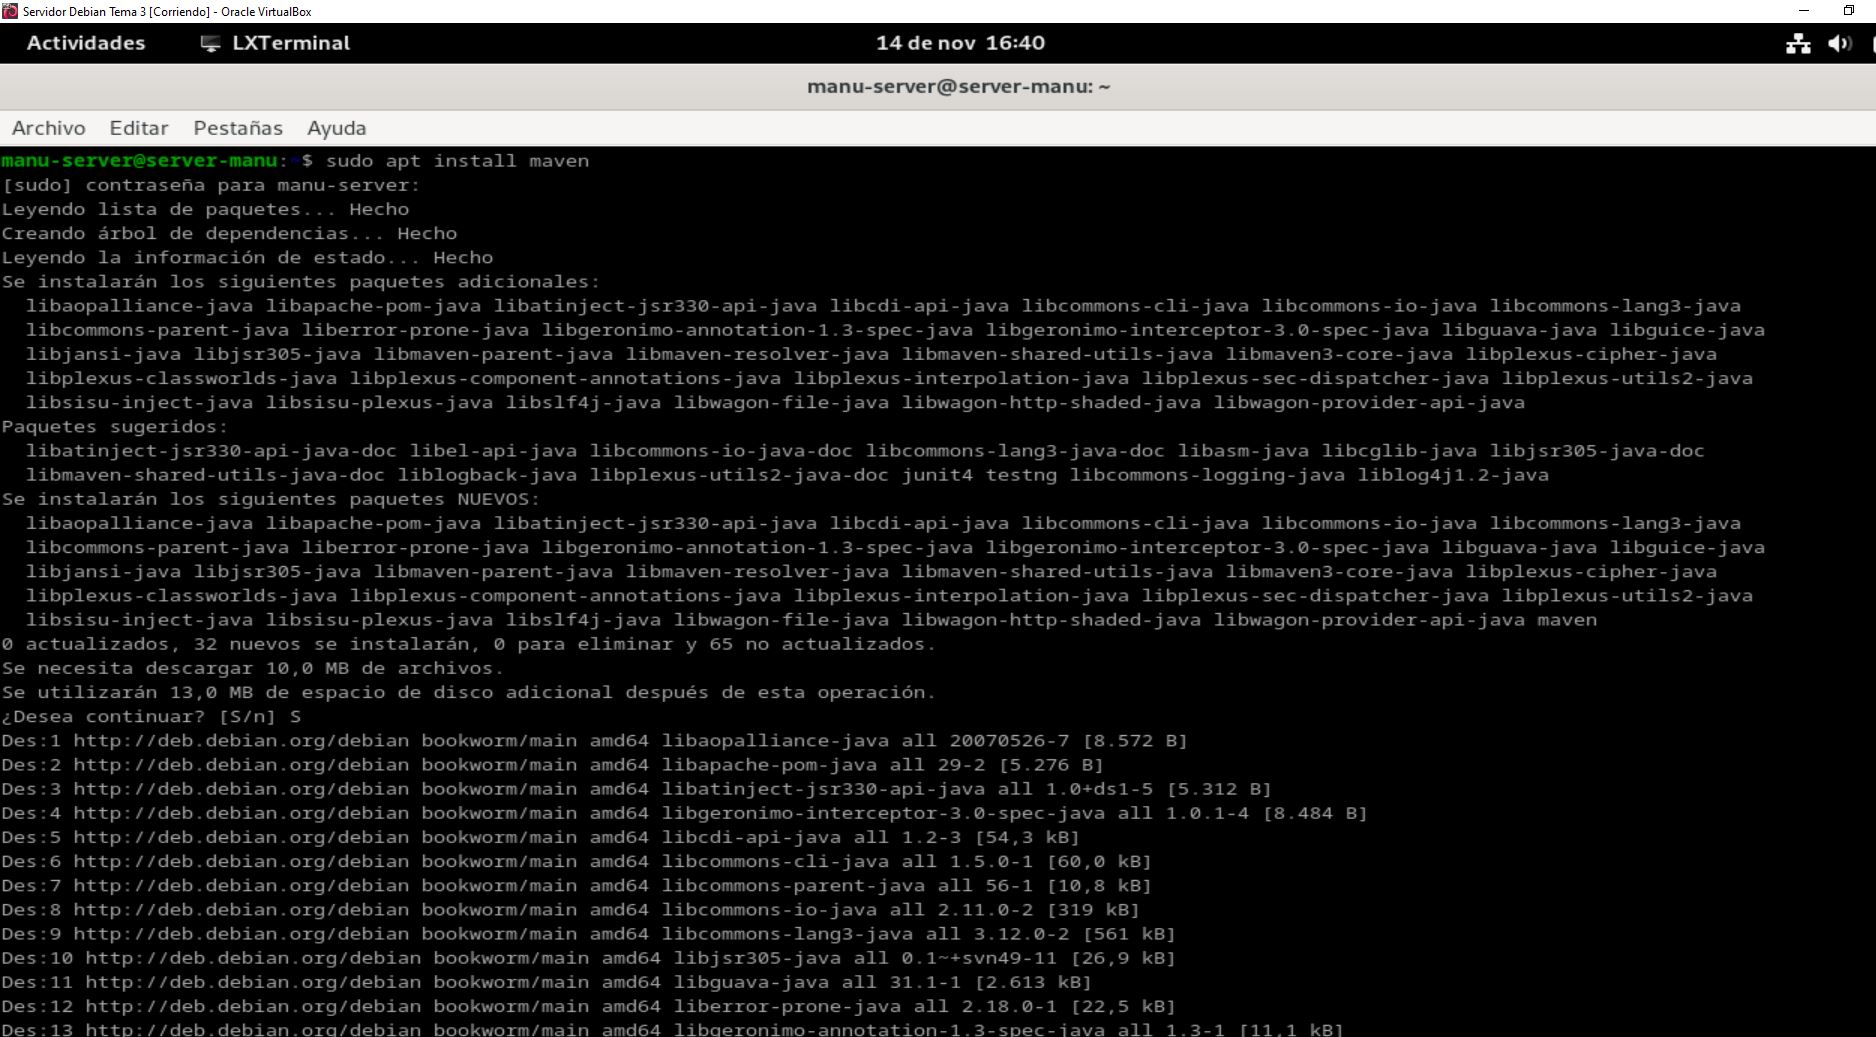 Servidor Debian Tema 3 [Corriendo] - Oracle VirtualBox
Actividades LXTerminal 14 de nov 16:40
manu-server@server-manu: ~
Archivo Editar Pestañas Ayuda
manu-server@server-manu:~$ sudo apt install maven
[sudo] contraseña para manu-server:
Leyendo lista de paquetes... Hecho
Creando árbol de dependencias... Hecho
Leyendo la información de estado... Hecho
Se instalarán los siguientes paquetes adicionales:
libaopalliance-java libapache-pom-java libatinject-jsr330-api-java libcdi-api-java libcommons-cli-java libcommons-io-java libcommons-lang3-java
libcommons-parent-java liberror-prone-java libgeronimo-annotation-1.3-spec-java libgeronimo-interceptor-3.0-spec-java libguava-java libguice-java
libjansi-java libjsr305-java libmaven-parent-java libmaven-resolver-java libmaven-shared-utils-java libmaven3-core-java libplexus-cipher-java
libplexus-classworlds-java libplexus-component-annotations-java libplexus-interpolation-java libplexus-sec-dispatcher-java libplexus-utils2-java
libsisu-inject-java libsisu-plexus-java libslf4j-java libwagon-file-java libwagon-http-shaded-java libwagon-provider-api-java
Paquetes sugeridos:
libatinject-jsr330-api-java-doc libel-api-java libcommons-io-java-doc libcommons-lang3-java-doc libasm-java libcglib-java libjsr305-java-doc
libmaven-shared-utils-java-doc liblogback-java libplexus-utils2-java-doc junit4 testng libcommons-logging-java liblog4j1.2-java
Se instalarán los siguientes paquetes NUEVOS:
libaopalliance-java libapache-pom-java libatinject-jsr330-api-java libcdi-api-java libcommons-cli-java libcommons-io-java libcommons-lang3-java
libcommons-parent-java liberror-prone-java libgeronimo-annotation-1.3-spec-java libgeronimo-interceptor-3.0-spec-java libguava-java libguice-java
libjansi-java libjsr305-java libmaven-parent-java libmaven-resolver-java libmaven-shared-utils-java libmaven3-core-java libplexus-cipher-java
libplexus-classworlds-java libplexus-component-annotations-java libplexus-interpolation-java libplexus-sec-dispatcher-java libplexus-utils2-java
libsisu-inject-java libsisu-plexus-java libslf4j-java libwagon-file-java libwagon-http-shaded-java libwagon-provider-api-java maven
0 actualizados, 32 nuevos se instalarán, 0 para eliminar y 65 no actualizados.
Se necesita descargar 10,0 MB de archivos.
Se utilizarán 13,0 MB de espacio de disco adicional después de esta operación.
¿Desea continuar? [S/n] S
Des:1 http://deb.debian.org/debian bookworm/main amd64 libaopalliance-java all 20070526-7 [8.572 B]
Des:2 http://deb.debian.org/debian bookworm/main amd64 libapache-pom-java all 29-2 [5.276 B]
Des:3 http://deb.debian.org/debian bookworm/main amd64 libatinject-jsr330-api-java all 1.0+ds1-5 [5.312 B]
Des:4 http://deb.debian.org/debian bookworm/main amd64 libgeronimo-interceptor-3.0-spec-java all 1.0.1-4 [8.484 B]
Des:5 http://deb.debian.org/debian bookworm/main amd64 libcdi-api-java all 1.2-3 [54,3 kB]
Des:6 http://deb.debian.org/debian bookworm/main amd64 libcommons-cli-java all 1.5.0-1 [60,0 kB]
Des:7 http://deb.debian.org/debian bookworm/main amd64 libcommons-parent-java all 56-1 [10,8 kB]
Des:8 http://deb.debian.org/debian bookworm/main amd64 libcommons-io-java all 2.11.0-2 [319 kB]
Des:9 http://deb.debian.org/debian bookworm/main amd64 libcommons-lang3-java all 3.12.0-2 [561 kB]
Des:10 http://deb.debian.org/debian bookworm/main amd64 libjsr305-java all 0.1~+svn49-11 [26,9 kB]
Des:11 http://deb.debian.org/debian bookworm/main amd64 libguava-java all 31.1-1 [2.613 kB]
Des:12 http://deb.debian.org/debian bookworm/main amd64 liberror-prone-java all 2.18.0-1 [22,5 kB]
Des:13 http://deb.debian.org/debian bookworm/main amd64 libgeronimo-annotation-1.3-spec-java all 1.3-1 [11,1 kB]